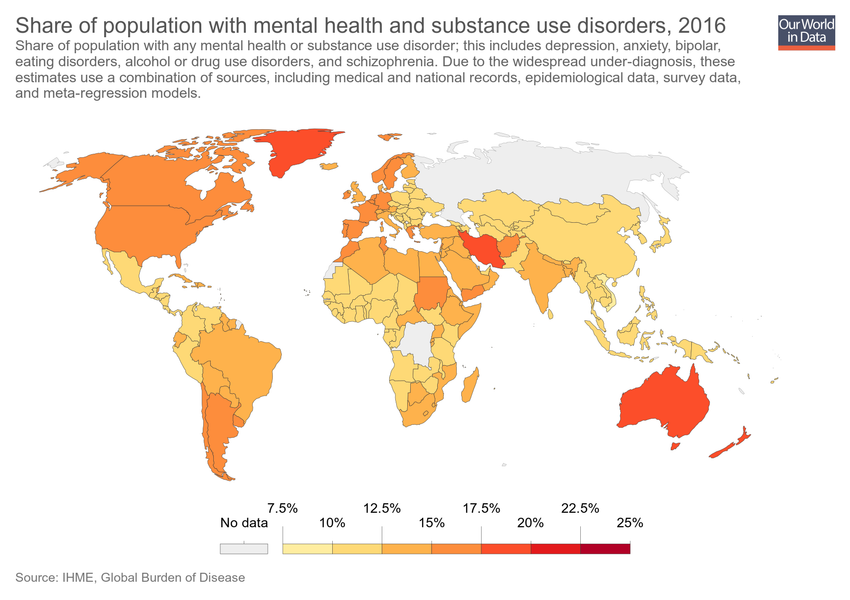 Share of population with mental health and substance use disorders, 2016
Our World
in Data
Share of population with any mental health or substance use disorder; this includes depression, anxiety, bipolar,
eating disorders, alcohol or drug use disorders, and schizophrenia. Due to the widespread under-diagnosis, these
estimates use a combination of sources, including medical and national records, epidemiological data, survey data,
and meta-regression models.
7.5% 12.5% 17.5% 22.5%
No data 10% 15% 20% 25%
Source: IHME, Global Burden of Disease